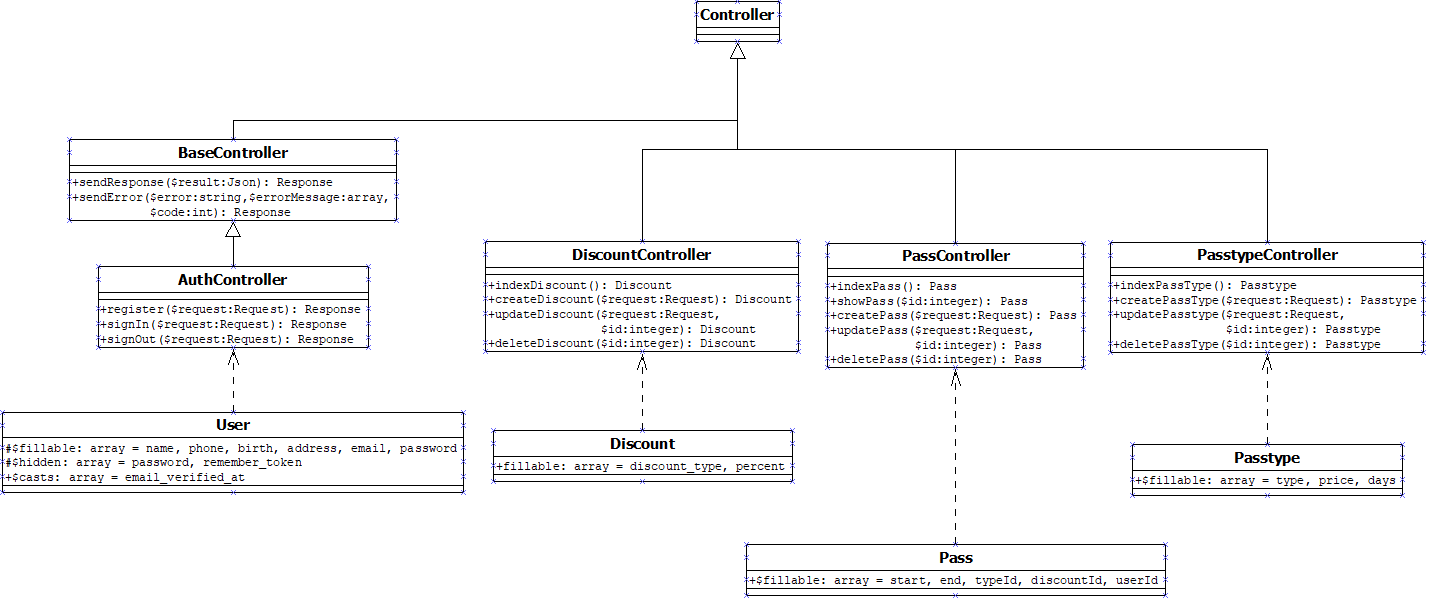 Controller
BaseController
+sendResponse($result:Json): Response
+sendError($error:string,$errorMessage:array,
$code:int): Response
AuthController
+register($request:Request): Response
+signIn($request:Request): Response
+signOut($request:Request): Response
DiscountController
+indexDiscount(): Discount
+createDiscount($request:Request): Discount
+updateDiscount($request:Request,
$id:integer): Discount
+deleteDiscount($id:integer): Discount
PassController
+indexPass(): Pass
+showPass($id:integer): Pass
+createPass($request:Request): Pass
+updatePass($request:Request,
$id:integer): Pass
+deletePass($id:integer): Pass
PasstypeController
+indexPassType(): Passtype
+createPassType($request:Request): Passtype
+updatePasstype($request:Request,
$id:integer): Passtype
+deletePassType($id:integer): Passtype
User
#$fillable: array = name, phone, birth, address, email, password
#$hidden: array = password, remember_token
+$casts: array = email_verified_at
Discount
+fillable: array = discount_type, percent
Passtype
+$fillable: array = type, price, days
Pass
+$fillable: array = start, end, typeId, discountId, userId